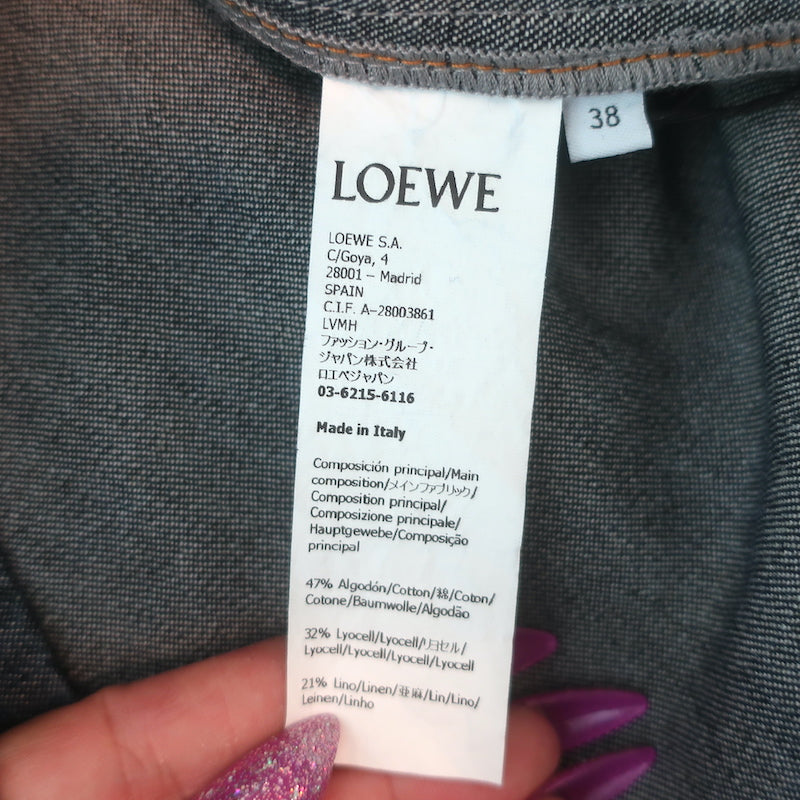 38
LOEWE
LOEWE S.A.
C/Goya, 4
28001 – Madrid
SPAIN
C.I.F. A–28003861
LVMH
ファッション・グループ・
ジャパン株式会社
ロエベジャパン
03-6215-6116
Made in Italy
Composición principal/Main
composition/メインファブリック/
Composition principal/
Composizione principale/
Hauptgewebe/Composição
principal
47% Algodón/Cotton/綿/Coton/
Cotone/Baumwolle/Algodão
32% Lyocell/Lyocell/リヨセル/
Lyocell/Lyocell/Lyocell/Lyocell
21% Lino/Linen/亜麻/Lin/Lino/
Leinen/Linho